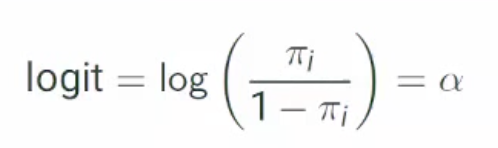 logit = log ( πᵢ / 1 − πᵢ ) = α